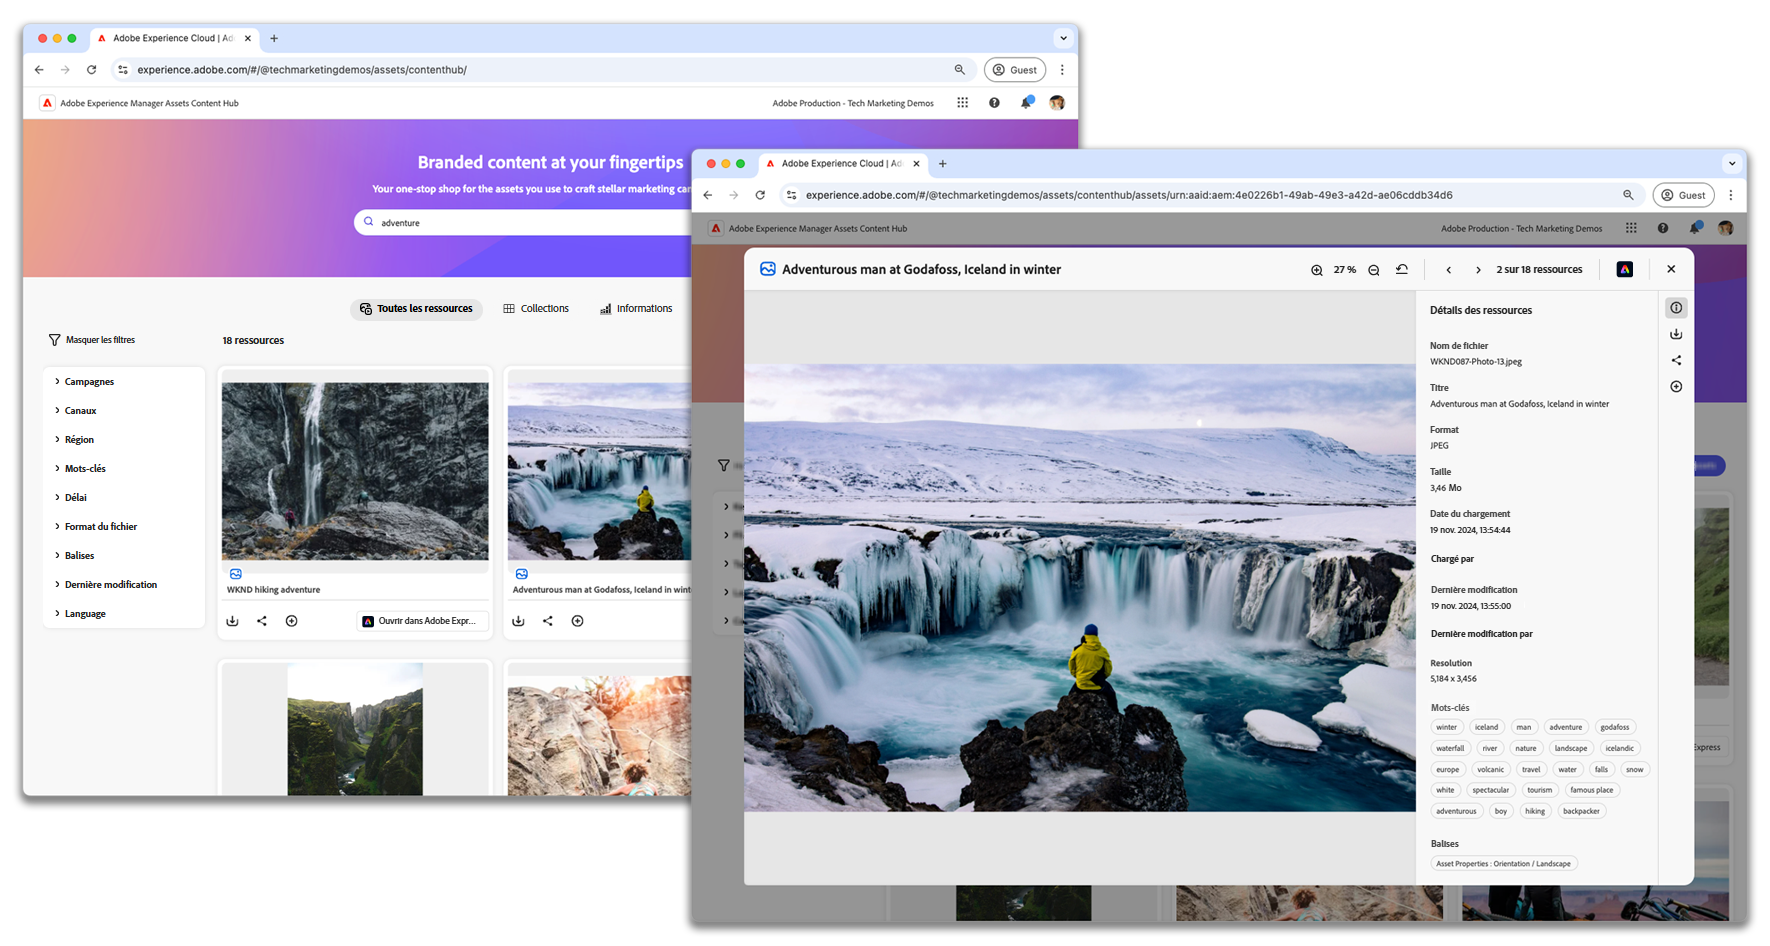 Adobe Experience Cloud | Ad
experience.adobe.com/#/@techmarketingdemos/assets/contenthub/
Guest
Adobe Experience Manager Assets Content Hub
Adobe Production - Tech Marketing Demos
Branded content at your fingertips
Your one-stop shop for the assets you use to craft stellar marketing
adventure
Toutes les ressources
Collections
Informations
Masquer les filtres
18 ressources
Campagnes
Canaux
Région
Mots-clés
Délai
Format du fichier
Balises
Dernière modification
Language
WKND hiking adventure
Ouvrir dans Adobe Expr...
Adventurous man at Godafoss, Iceland in
Adobe Experience Cloud | Ad
experience.adobe.com/#/@techmarketingdemos/assets/contenthub/assets/urn:aaid:aem:4e0226b1-49ab-49e3-a42d-ae06cddb34d6
Guest
Adobe Experience Manager Assets Content Hub
Adobe Production - Tech Marketing Demos
Adventurous man at Godafoss, Iceland in winter
27 %
2 sur 18 ressources
Détails des ressources
Nom de fichier
WKND087-Photo-13.jpeg
Titre
Adventurous man at Godafoss, Iceland in winter
Format
JPEG
Taille
3,46 Mo
Date du chargement
19 nov. 2024, 13:54:44
Chargé par
Dernière modification
19 nov. 2024, 13:55:00
Dernière modification par
Resolution
5,184 x 3,456
Mots-clés
winter iceland man adventure godafoss
waterfall river nature landscape icelandic
europe volcanic travel water falls snow
white spectacular tourism famous place
adventurous boy hiking backpacker
Balises
Asset Properties : Orientation / Landscape
Express